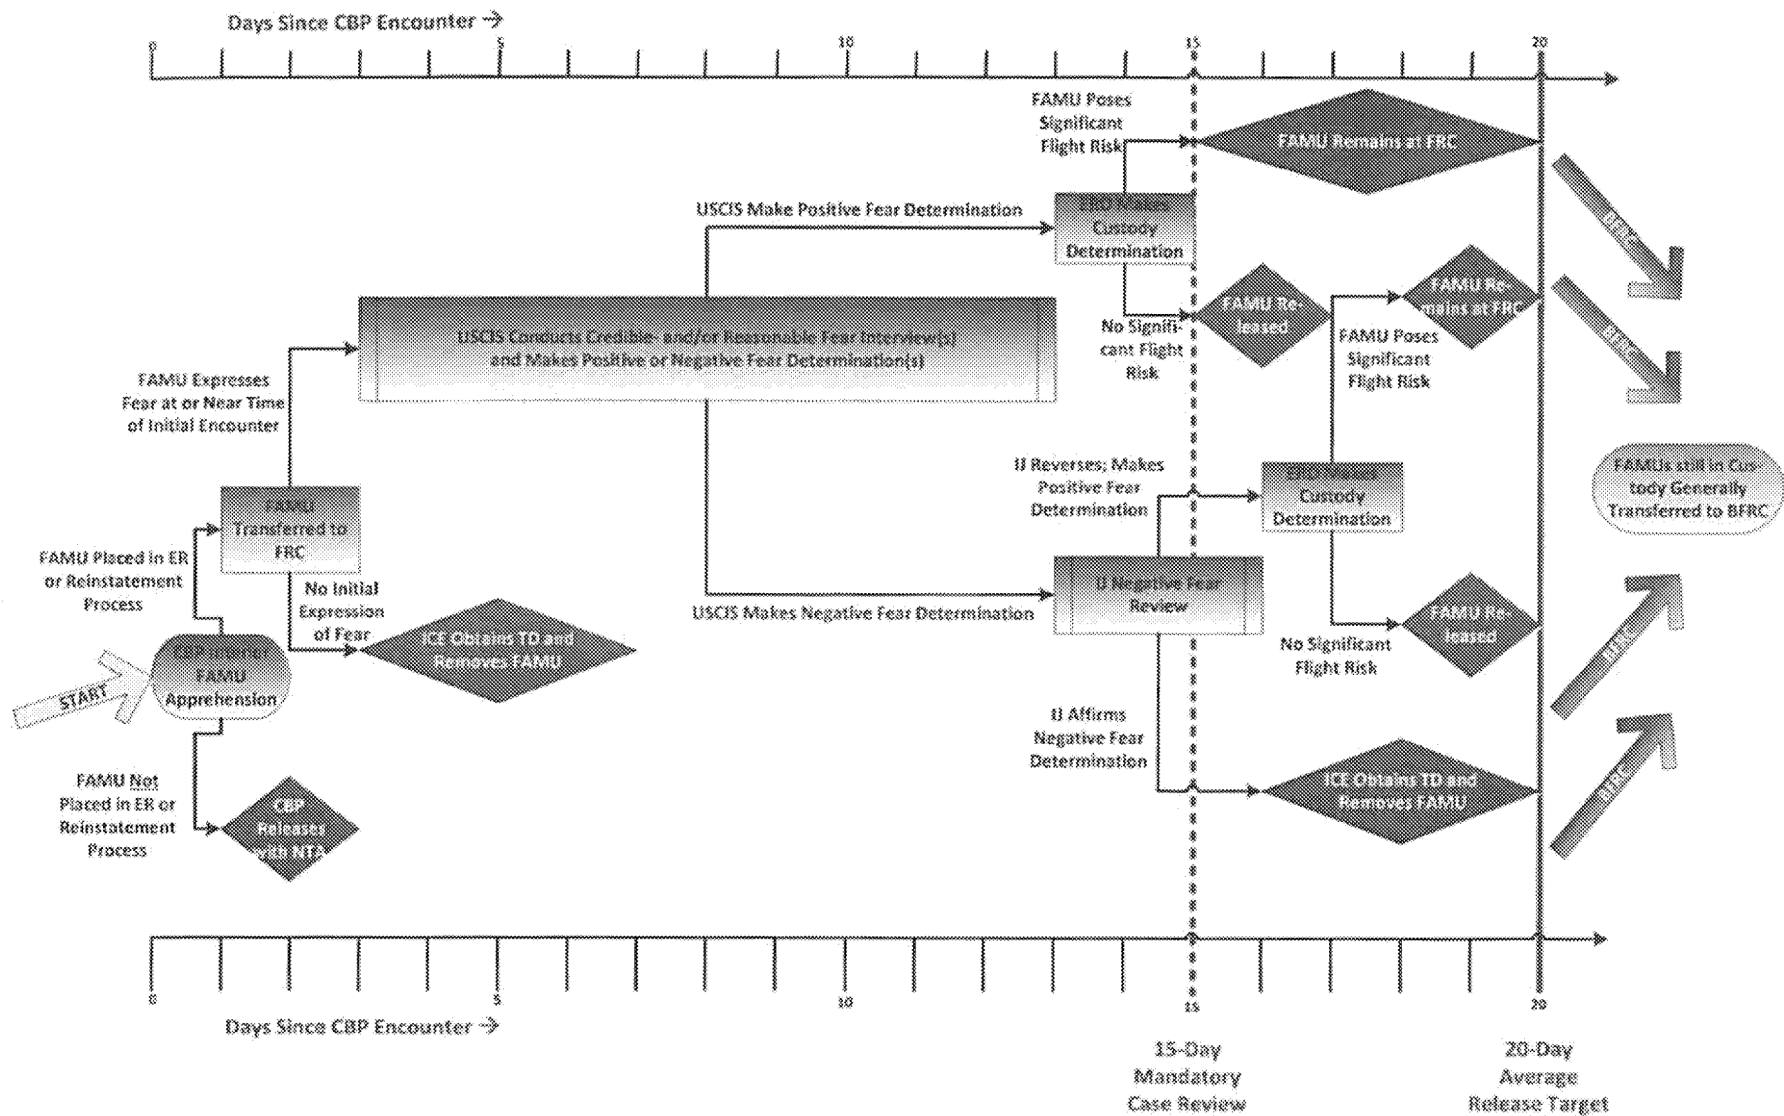 Days Since CBP Encounter →
0
5
10
15
20
FAMU Poses
Significant
Flight Risk
FAMU Remains at FRC
BFRC
USCIS Make Positive Fear Determination
ERO Makes
Custody
Determination
FAMU Re-
mains at FRC
BFRC
FAMU Re-
leased
No Signifi-
cant Flight
Risk
FAMU Poses
Significant
Flight Risk
USCIS Conducts Credible- and/or Reasonable Fear Interview(s)
and Makes Positive or Negative Fear Determination(s)
FAMU Expresses
Fear at or Near Time
of Initial Encounter
IJ Reverses; Makes
Positive Fear
Determination
ERO Makes
Custody
Determination
FAMUs still in Cus-
tody Generally
Transferred to BFRC
FAMU
Transferred to
FRC
FAMU Placed in ER
or Reinstatement
Process
No Initial
Expression
of Fear
IJ Negative Fear
Review
USCIS Makes Negative Fear Determination
FAMU Re-
leased
BFRC
No Significant
Flight Risk
ICE Obtains TD and
Removes FAMU
CBP Interior
FAMU
Apprehension
START
IJ Affirms
Negative Fear
Determination
ICE Obtains TD and
Removes FAMU
BFRC
FAMU Not
Placed in ER or
Reinstatement
Process
CBP
Releases
with NTA
0
5
10
15
20
Days Since CBP Encounter →
15-Day
Mandatory
Case Review
20-Day
Average
Release Target